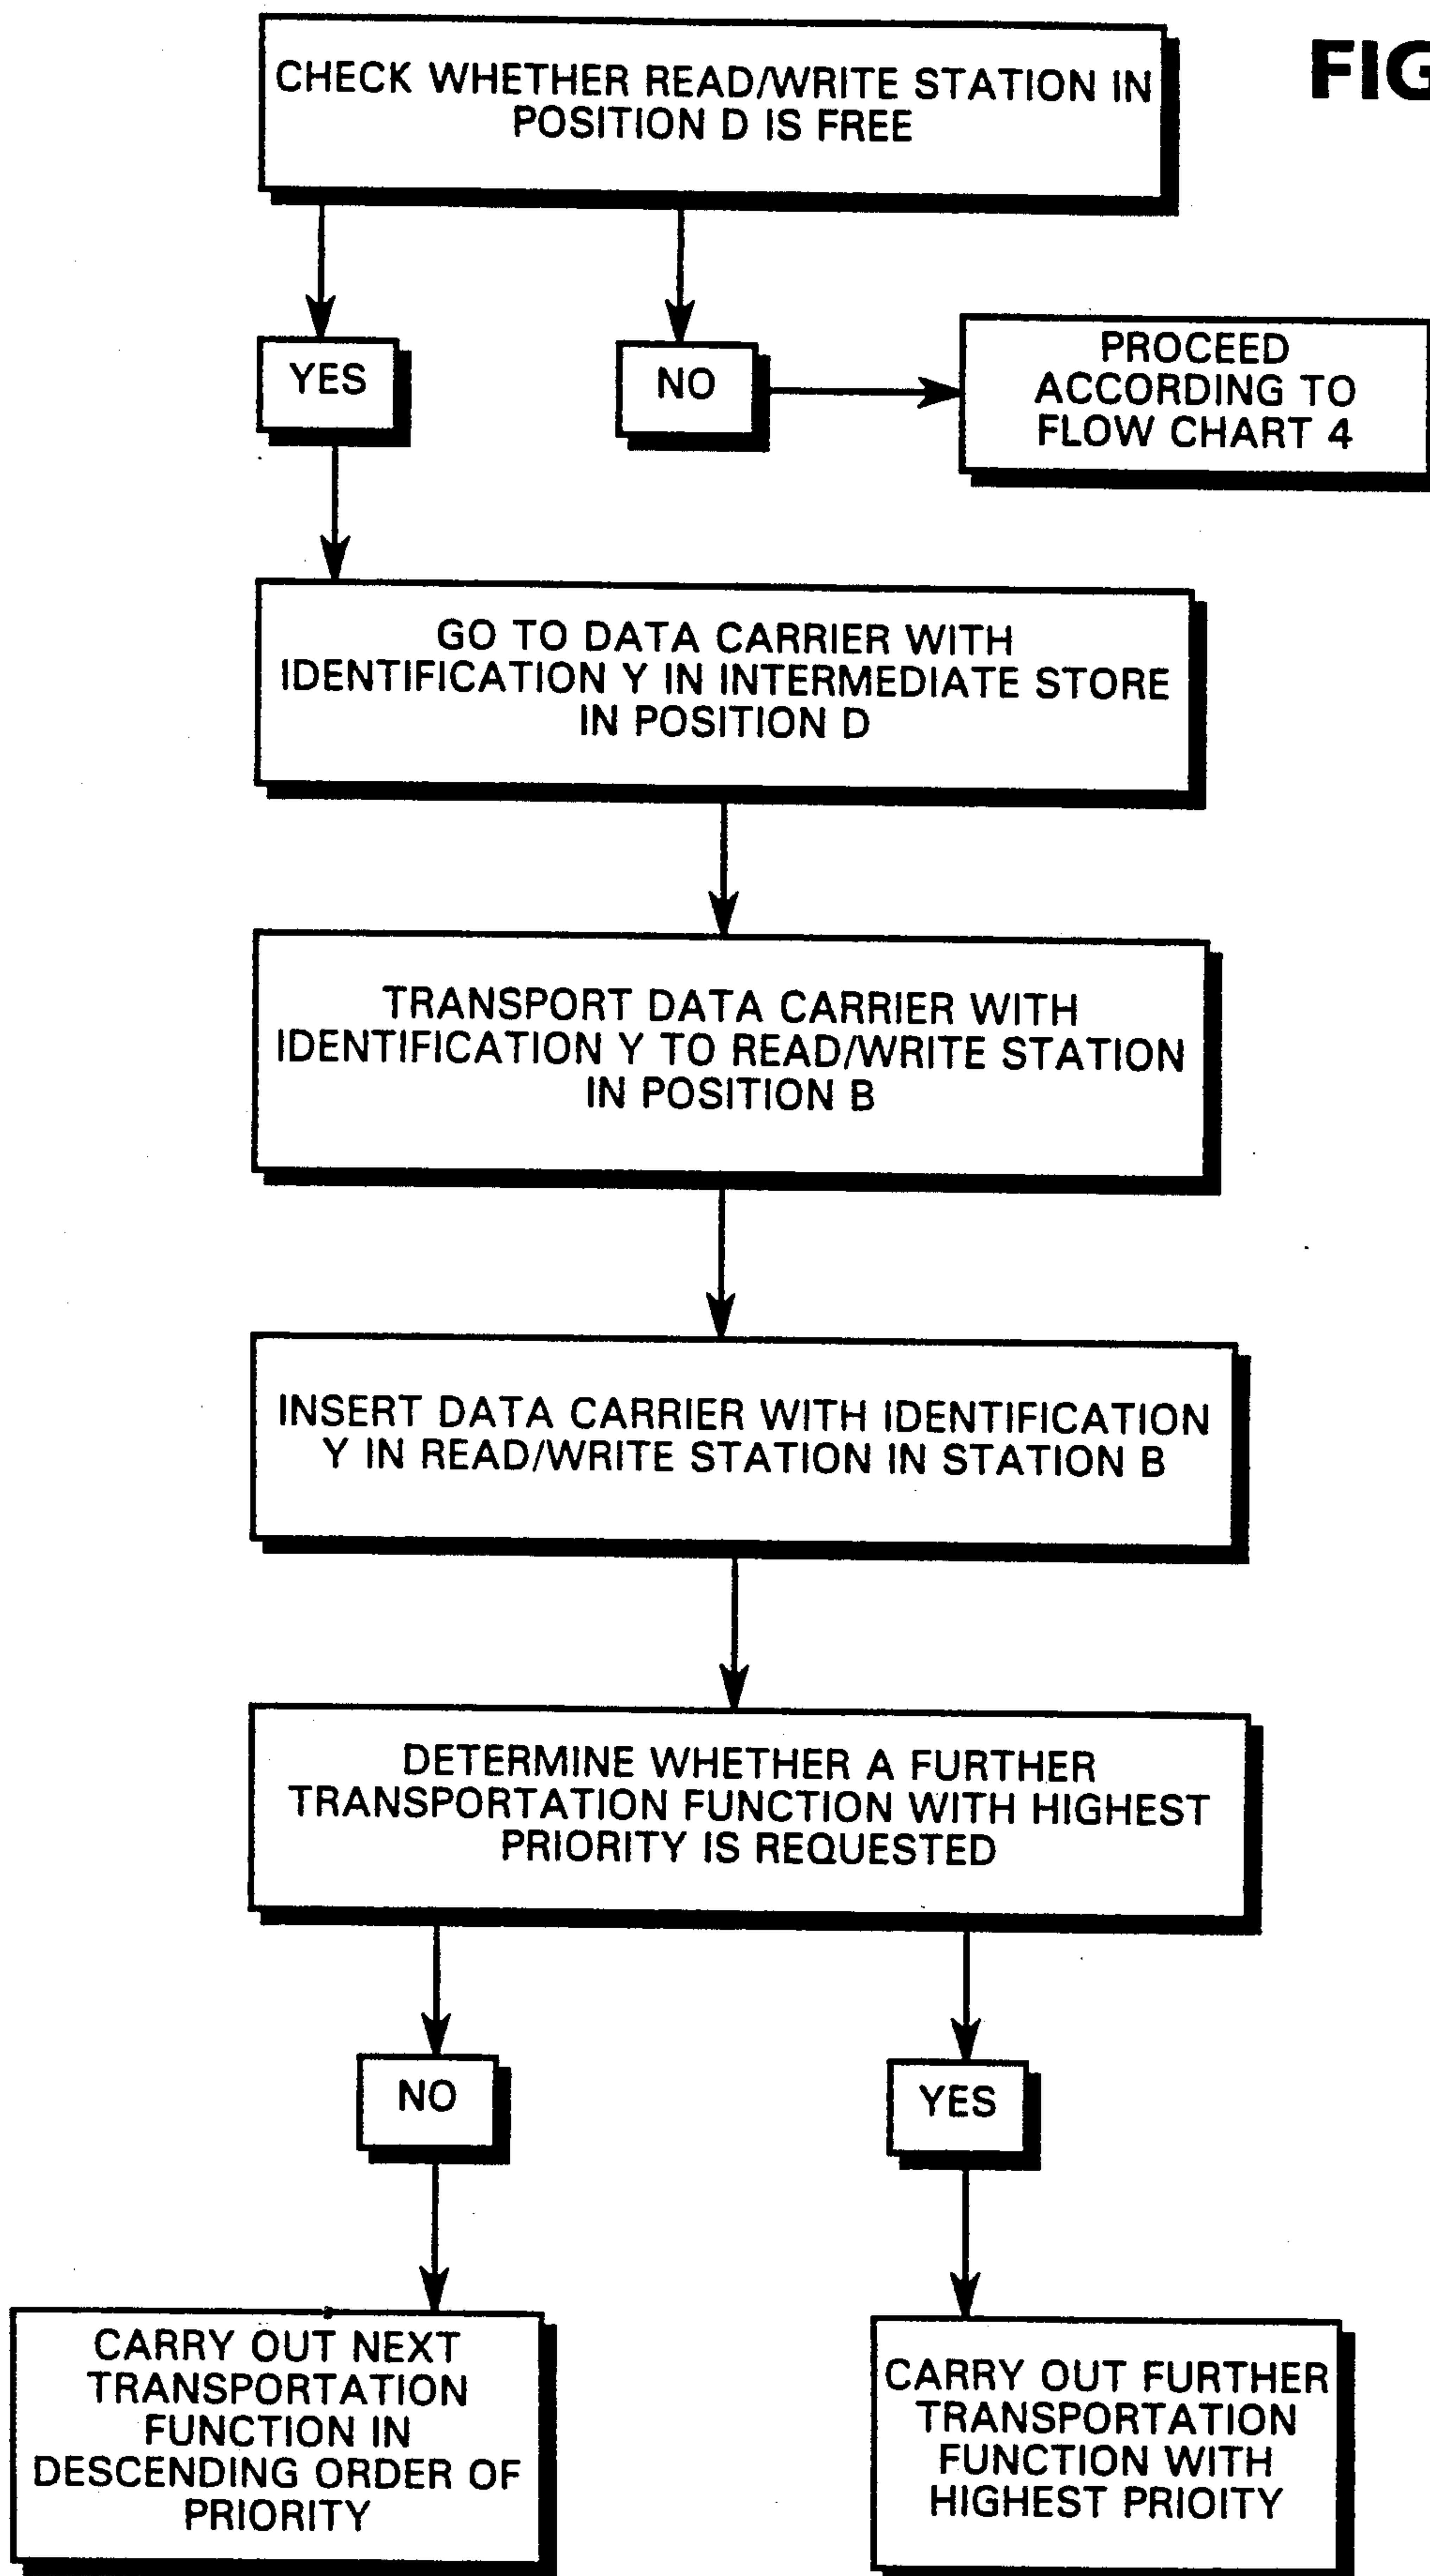 FIG
CHECK WHETHER READ/WRITE STATION IN
POSITION D IS FREE
YES
NO
PROCEED
ACCORDING TO
FLOW CHART 4
GO TO DATA CARRIER WITH
IDENTIFICATION Y IN INTERMEDIATE STORE
IN POSITION D
TRANSPORT DATA CARRIER WITH
IDENTIFICATION Y TO READ/WRITE STATION
IN POSITION B
INSERT DATA CARRIER WITH IDENTIFICATION
Y IN READ/WRITE STATION IN STATION B
DETERMINE WHETHER A FURTHER
TRANSPORTATION FUNCTION WITH HIGHEST
PRIORITY IS REQUESTED
NO
YES
CARRY OUT NEXT
TRANSPORTATION
FUNCTION IN
DESCENDING ORDER OF
PRIORITY
CARRY OUT FURTHER
TRANSPORTATION
FUNCTION WITH
HIGHEST PRIOITY